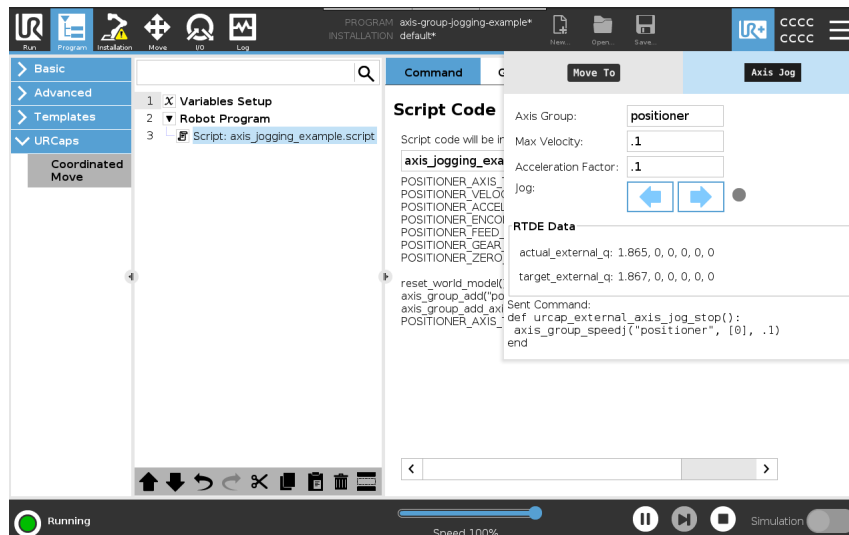 UR
Run
Program
Installation
Move
I/O
Log
PROGRAM axis-group-jogging-example*
INSTALLATION default*
New...
Open...
Save...
UR+
CCCC
CCCC
Basic
Advanced
Templates
URCaps
Coordinated
Move
1 X Variables Setup
2 Robot Program
3 Script: axis_jogging_example.script
Command
G
Script Code
Script code will be in
axis_jogging_exa
POSITIONER_AXIS_
POSITIONER_VELOC
POSITIONER_ACCEL
POSITIONER_ENCO
POSITIONER_FEED_
POSITIONER_GEAR_
POSITIONER_ZERO_
reset_world_model(
axis_group_add("po
axis_group_add_axi
POSITIONER_AXIS_
Move To
Axis Jog
Axis Group: positioner
Max Velocity: .1
Acceleration Factor: .1
Jog:
RTDE Data
actual_external_q: 1.865, 0, 0, 0, 0, 0
target_external_q: 1.867, 0, 0, 0, 0, 0
Sent Command:
def urcap_external_axis_jog_stop():
axis_group_speedj("positioner", [0], .1)
end
Running
Speed 100%
Simulation